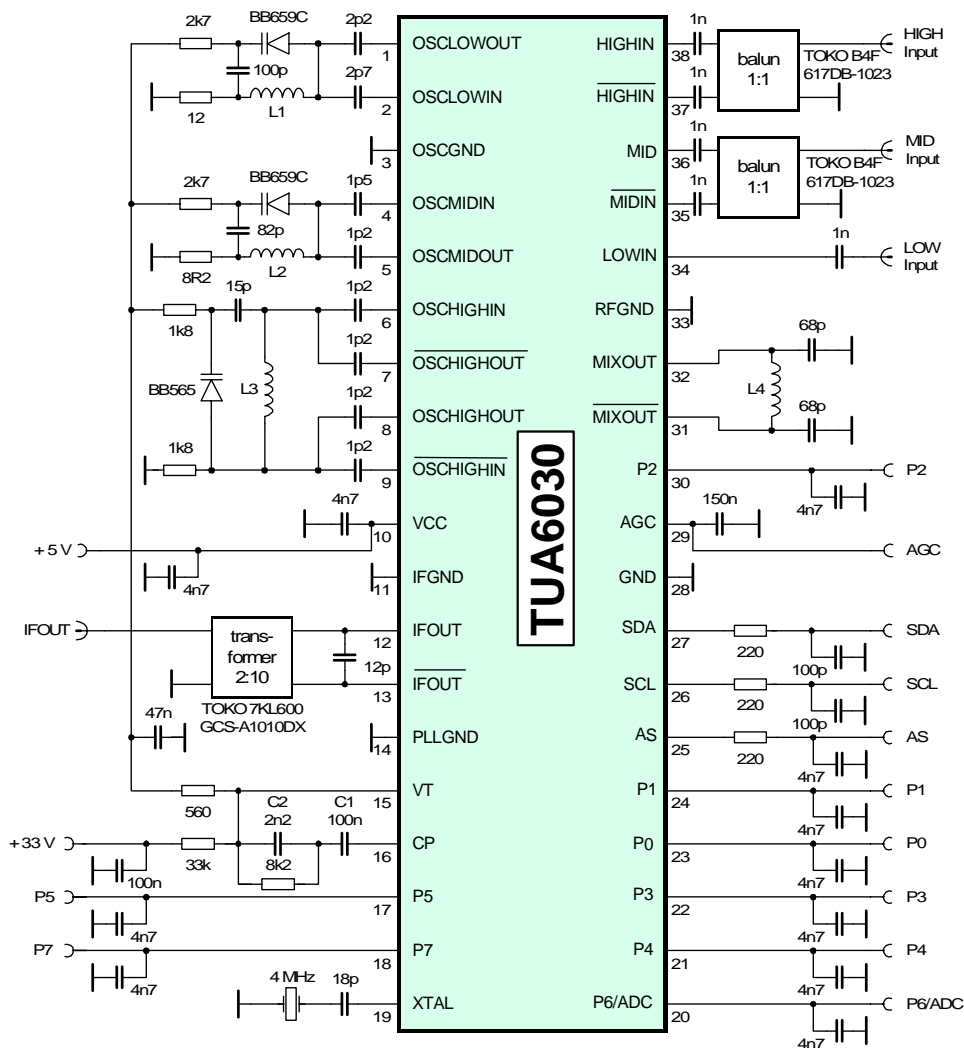 2k7
BB659C
2p2
1
OSCLOWOUT
100p
2p7
12
L1
2
OSCLOWIN
3
OSCGND
2k7
BB659C
1p5
4
OSCMIDIN
82p
1p2
8R2
L2
5
OSCMIDOUT
15p
1p2
1k8
6
OSCHIGHIN
1p2
7
OSCHIGHOUT
BB565
L3
1p2
8
OSCHIGHOUT
1k8
1p2
9
OSCHIGHIN
4n7
10
VCC
+5 V
4n7
11
IFGND
IFOUT
trans-
former
2:10
TOKO 7KL600
GCS-A1010DX
12
IFOUT
12p
13
IFOUT
47n
14
PLLGND
560
15
VT
C2
2n2
C1
100n
+33 V
33k
8k2
16
CP
100n
P5
17
P5
4n7
P7
18
P7
4n7
4 MHz
18p
19
XTAL
TUA6030
HIGHIN
38
1n
balun
1:1
TOKO B4F
617DB-1023
HIGH
Input
HIGHIN
37
1n
MID
36
1n
balun
1:1
TOKO B4F
617DB-1023
MID
Input
MIDIN
35
1n
LOWIN
34
1n
LOW
Input
RFGND
33
MIXOUT
32
68p
L4
MIXOUT
31
68p
P2
30
4n7
P2
AGC
29
150n
AGC
GND
28
SDA
27
220
100p
SDA
SCL
26
220
100p
SCL
AS
25
220
4n7
AS
P1
24
4n7
P1
P0
23
4n7
P0
P3
22
4n7
P3
P4
21
4n7
P4
P6/ADC
20
4n7
P6/ADC